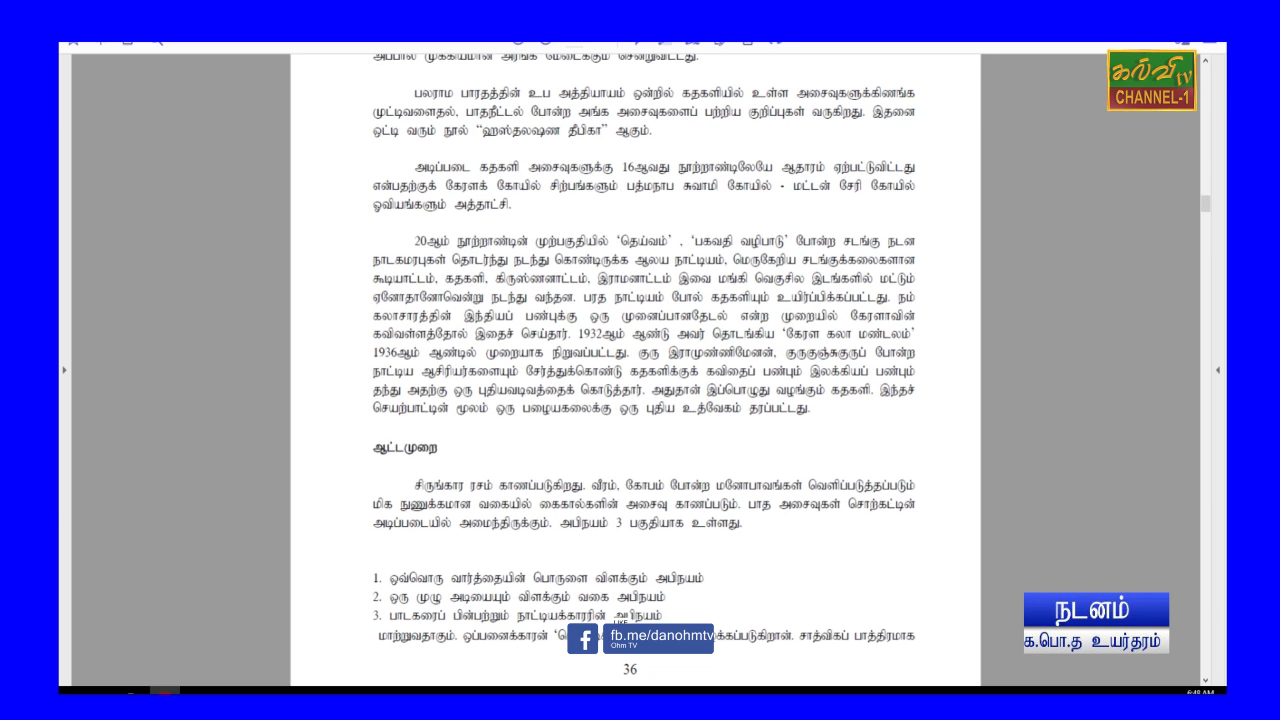 அப்பால் முக்கியமான அரங்க மேடைக்கும் சென்றுவிட்டது.
கல்வி TV
CHANNEL-1
பலராம பாரதத்தின் உப அத்தியாயம் ஒன்றில் கதகளியில் உள்ள அசைவுகளுக்கிணங்க
முட்டிவளைதல், பாதநீட்டல் போன்ற அங்க அசைவுகளைப் பற்றிய குறிப்புகள் வருகிறது. இதனை
ஒட்டி வரும் நூல் “ஹஸ்தலஷண தீபிகா” ஆகும்.
அடிப்படை கதகளி அசைவுகளுக்கு 16ஆவது நூற்றாண்டிலேயே ஆதாரம் ஏற்பட்டுவிட்டது
என்பதற்குக் கேரளக் கோயில் சிற்பங்களும் பத்மநாப சுவாமி கோயில் - மட்டன் சேரி கோயில்
ஓவியங்களும் அத்தாட்சி.
20ஆம் நூற்றாண்டின் முற்பகுதியில் ‘தெய்வம்’ , ‘பகவதி வழிபாடு’ போன்ற சடங்கு நடன
நாடகமரபுகள் தொடர்ந்து நடந்து கொண்டிருக்க ஆலய நாட்டியம், மெருகேறிய சடங்குக்கலைகளான
கூடியாட்டம், கதகளி, கிருஸ்ணனாட்டம், இராமனாட்டம் இவை மங்கி வெகுசில இடங்களில் மட்டும்
ஏனோதானோவென்று நடந்து வந்தன. பரத நாட்டியம் போல் கதகளியும் உயிர்ப்பிக்கப்பட்டது. நம்
கலாசாரத்தின் இந்தியப் பண்புக்கு ஒரு முனைப்பானதேடல் என்ற முறையில் கேரளாவின்
கவிவள்ளத்தோல் இதைச் செய்தார். 1932ஆம் ஆண்டு அவர் தொடங்கிய ‘கேரள கலா மண்டலம்’
1936ஆம் ஆண்டில் முறையாக நிறுவப்பட்டது. குரு இராமுண்ணிமேனன், குருகுஞ்சுகுருப் போன்ற
நாட்டிய ஆசிரியர்களையும் சேர்த்துக்கொண்டு கதகளிக்குக் கவிதைப் பண்பும் இலக்கியப் பண்பும்
தந்து அதற்கு ஒரு புதியவடிவத்தைக் கொடுத்தார். அதுதான் இப்பொழுது வழங்கும் கதகளி. இந்தச்
செயற்பாட்டின் மூலம் ஒரு பழையகலைக்கு ஒரு புதிய உத்வேகம் தரப்பட்டது.
ஆட்டமுறை
சிருங்கார ரசம் காணப்படுகிறது. வீரம், கோபம் போன்ற மனோபாவங்கள் வெளிப்படுத்தப்படும்
மிக நுணுக்கமான வகையில் கைகால்களின் அசைவு காணப்படும். பாத அசைவுகள் சொற்கட்டின்
அடிப்படையில் அமைந்திருக்கும். அபிநயம் 3 பகுதியாக உள்ளது.
1. ஒவ்வொரு வார்த்தையின் பொருளை விளக்கும் அபிநயம்
2. ஒரு முழு அடியையும் விளக்கும் வகை அபிநயம்
3. பாடகரைப் பின்பற்றும் நாட்டியக்காரரின் அபிநயம்
மாற்றுவதாகும். ஒப்பனைக்காரன் சாத்விகப் பாத்திரமாக
LIKE
fb.me/danohmtv
Ohm TV
36
நடனம்
க.பொ.த உயர்தரம்
6:49 AM